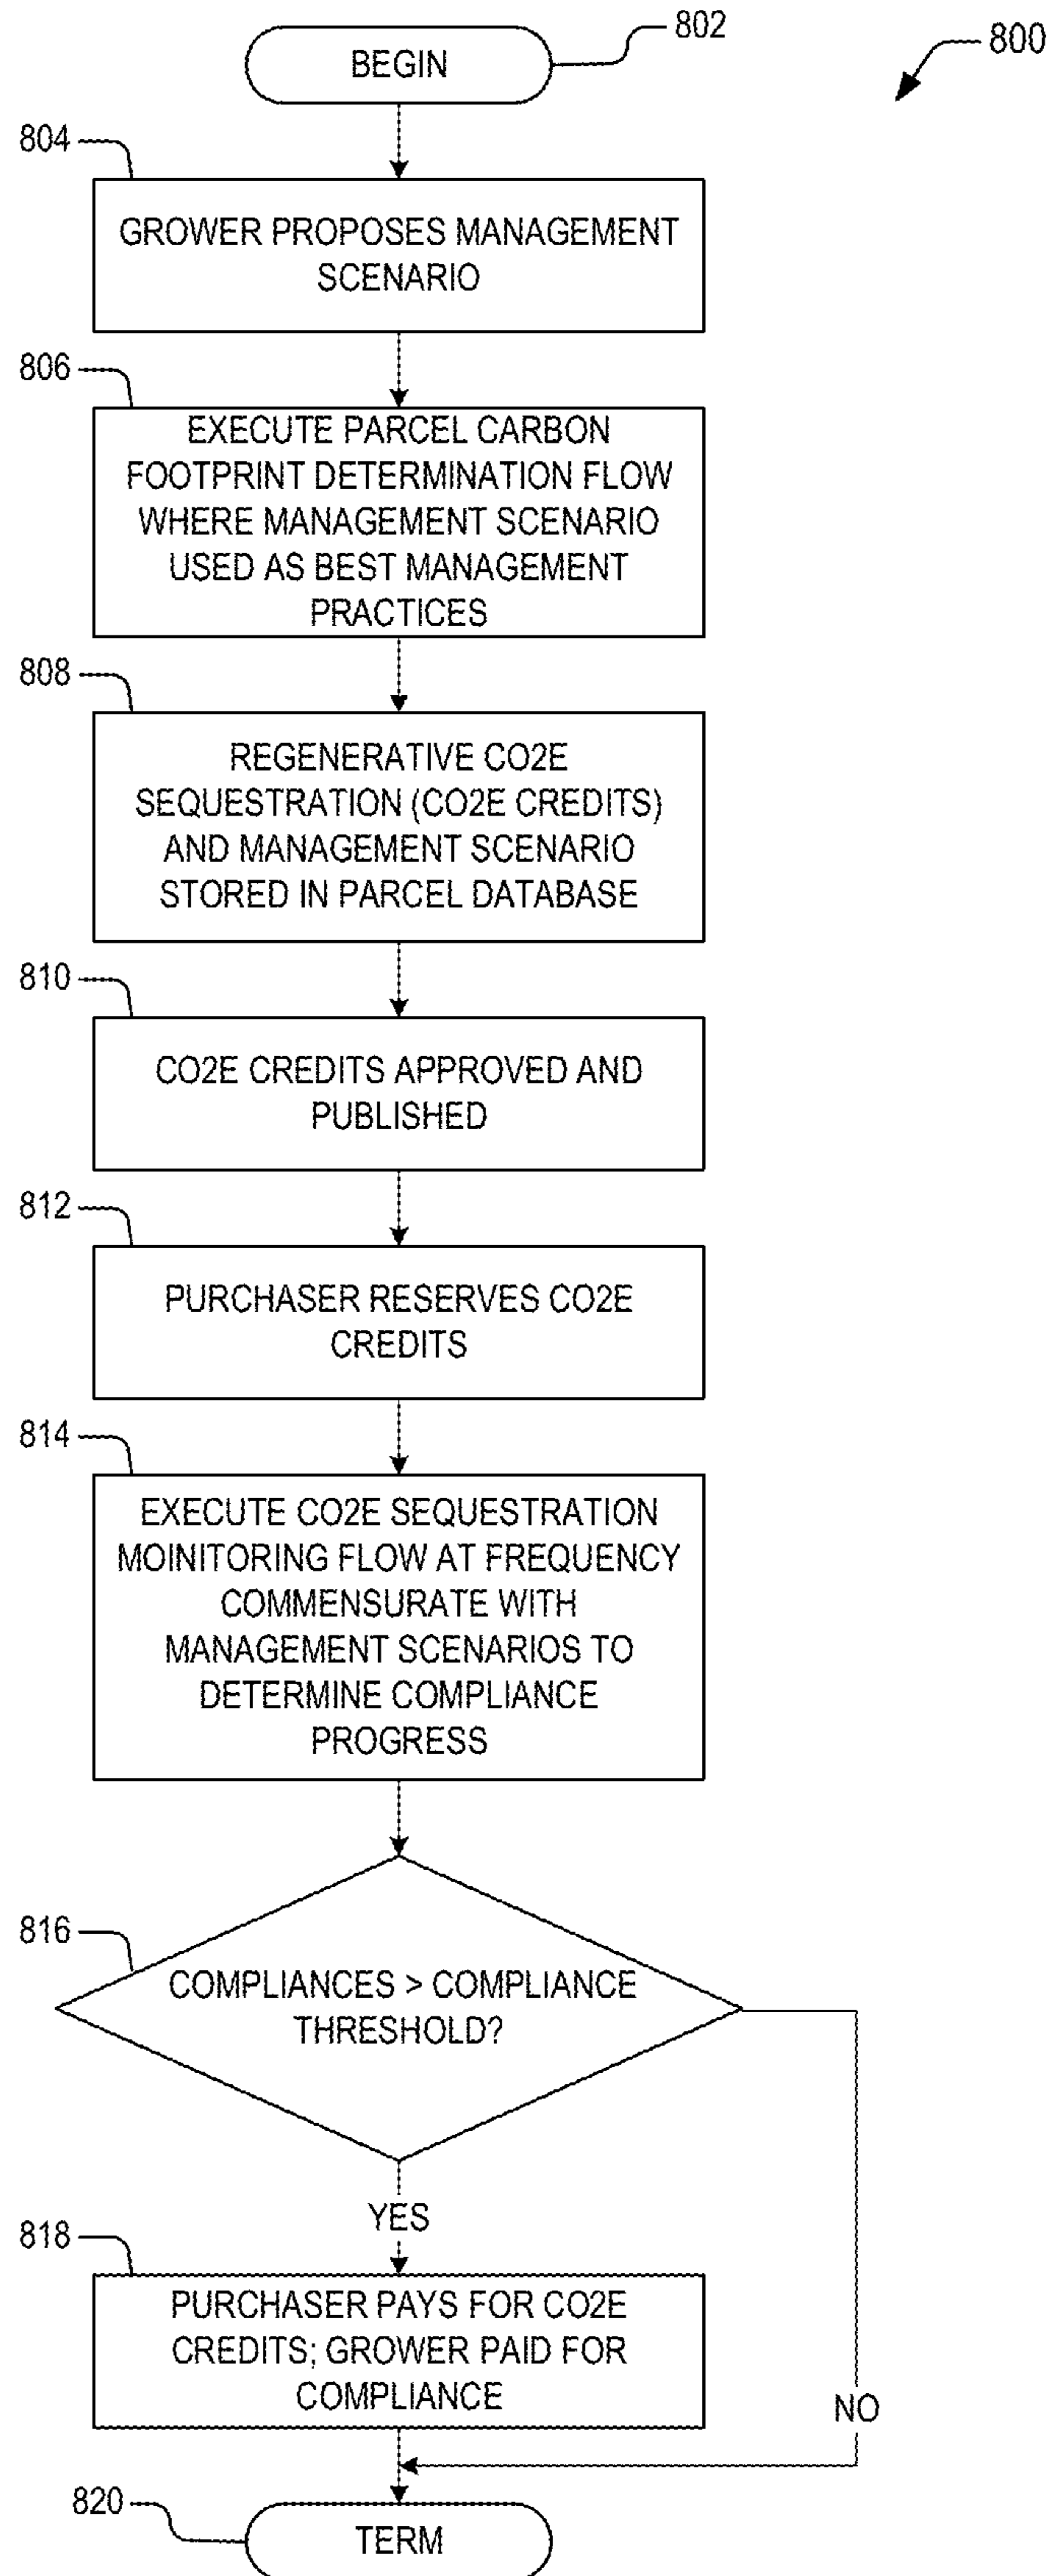 802
800
BEGIN
804
GROWER PROPOSES MANAGEMENT
SCENARIO
806
EXECUTE PARCEL CARBON
FOOTPRINT DETERMINATION FLOW
WHERE MANAGEMENT SCENARIO
USED AS BEST MANAGEMENT
PRACTICES
808
REGENERATIVE CO2E
SEQUESTRATION (CO2E CREDITS)
AND MANAGEMENT SCENARIO
STORED IN PARCEL DATABASE
810
CO2E CREDITS APPROVED AND
PUBLISHED
812
PURCHASER RESERVES CO2E
CREDITS
814
EXECUTE CO2E SEQUESTRATION
MOINITORING FLOW AT FREQUENCY
COMMENSURATE WITH
MANAGEMENT SCENARIOS TO
DETERMINE COMPLIANCE
PROGRESS
816
COMPLIANCES > COMPLIANCE
THRESHOLD?
YES
818
PURCHASER PAYS FOR CO2E
CREDITS; GROWER PAID FOR
COMPLIANCE
NO
820
TERM